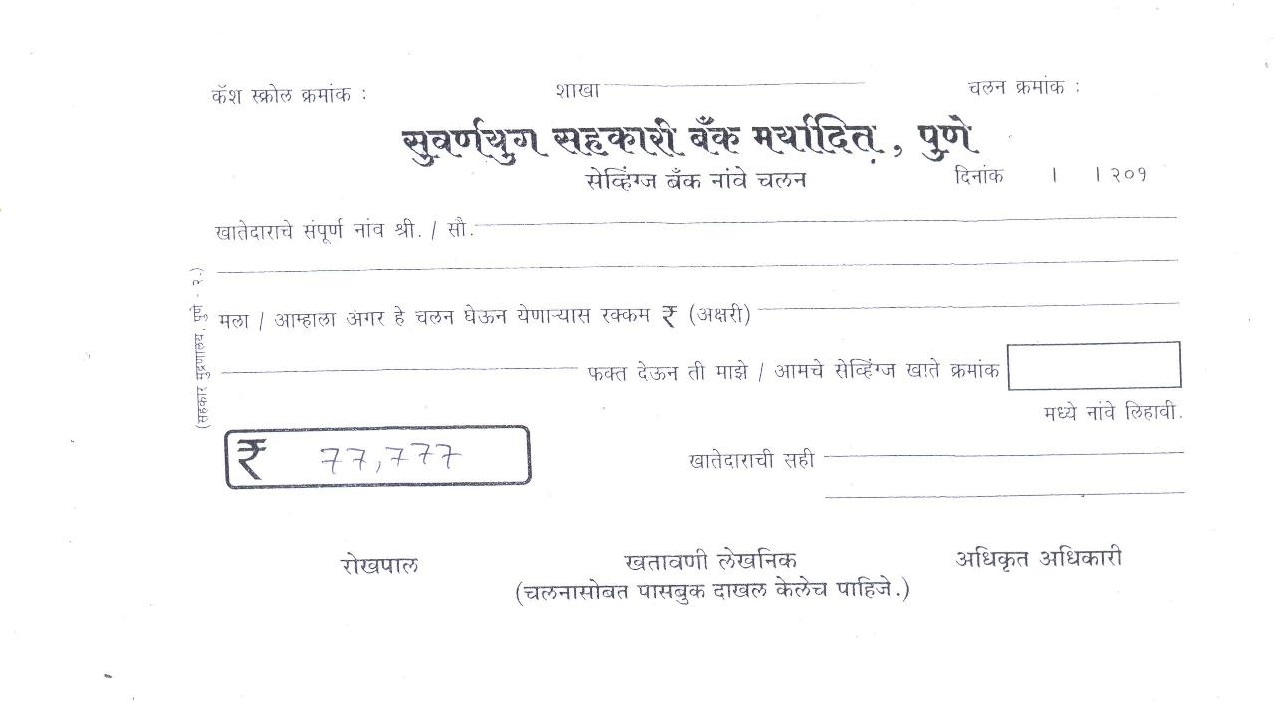 कॅश स्क्रोल क्रमांक : शाखा चलन क्रमांक :
सुवर्णयुग सहकारी बँक मर्यादित, पुणे
सेव्हिंग्ज बँक नांवे चलन दिनांक । । २०१
खातेदाराचे संपूर्ण नांव श्री. / सौ.
मला / आम्हाला अगर हे चलन घेऊन येणाऱ्यास रक्कम ₹ (अक्षरी)
फक्त देऊन ती माझे / आमचे सेव्हिंग्ज खाते क्रमांक
मध्ये नांवे लिहावी.
₹ 77,777 खातेदाराची सही
रोखपाल खतावणी लेखनिक अधिकृत अधिकारी
(चलनासोबत पासबुक दाखल केलेच पाहिजे.)
(सहकार मुद्रणालय, पुणे - २.)